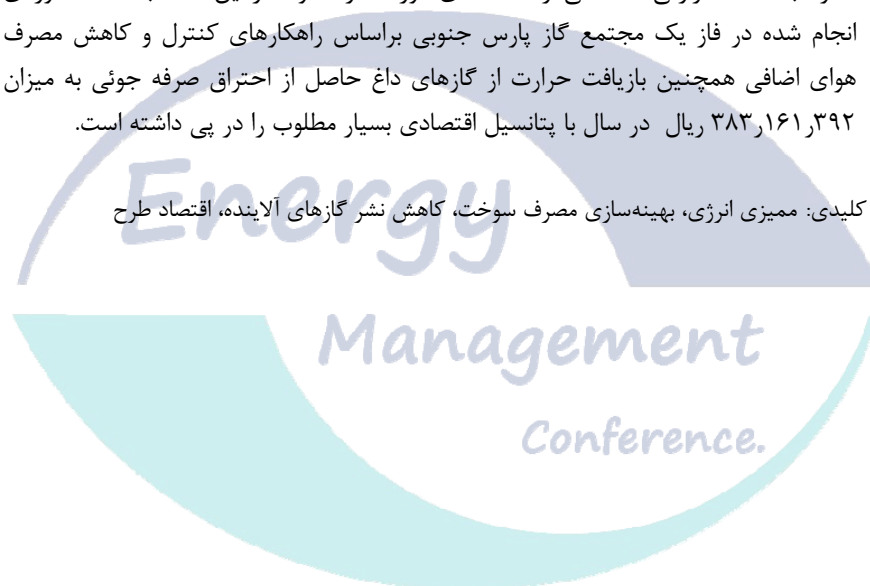 انجام شده در فاز یک مجتمع گاز پارس جنوبی براساس راهکارهای کنترل و کاهش مصرف
هوای اضافی همچنین بازیافت حرارت از گازهای داغ حاصل از احتراق صرفه جوئی به میزان
۳۸۳٫۱۶۱٫۳۹۲ ریال در سال با پتانسیل اقتصادی بسیار مطلوب را در پی داشته است.
کلیدی: ممیزی انرژی، بهینه‌سازی مصرف سوخت، کاهش نشر گازهای آلاینده، اقتصاد طرح
Energy
Management
Conference.